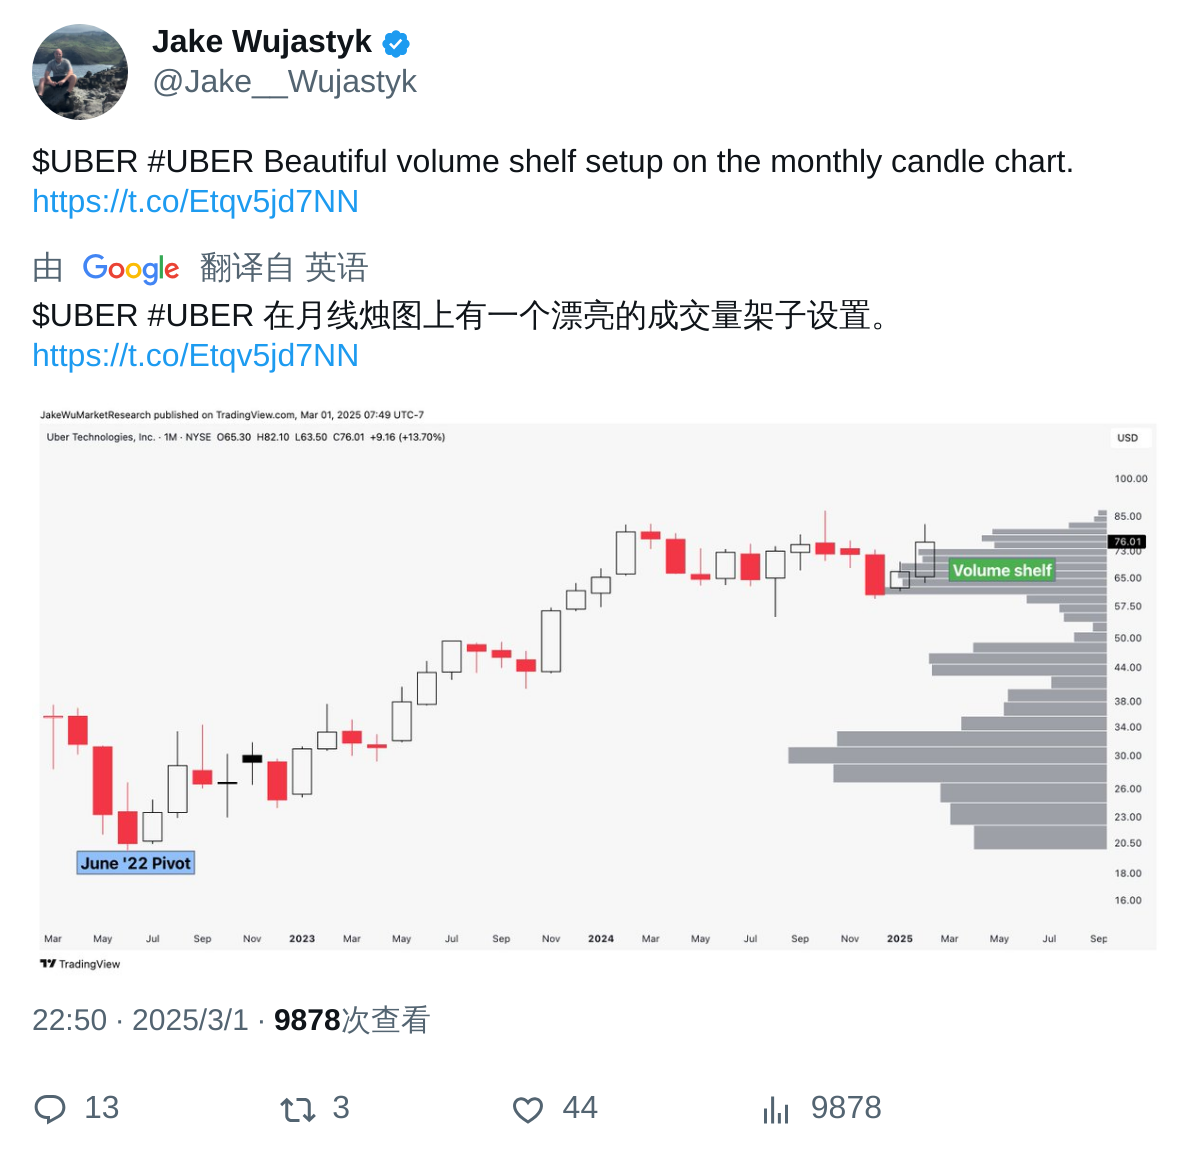 Jake Wujastyk
@Jake__Wujastyk
$UBER #UBER Beautiful volume shelf setup on the monthly candle chart.
https://t.co/Etqv5jd7NN
由 Google 翻译自 英语
$UBER #UBER 在月线烛图上有一个漂亮的成交量架子设置。
https://t.co/Etqv5jd7NN
JakeWuMarketResearch published on TradingView.com, Mar 01, 2025 07:49 UTC-7
Uber Technologies, Inc. · 1M · NYSE O65.30 H82.10 L63.50 C76.01 +9.16 (+13.70%)
USD
100.00
85.00
76.01
73.00
Volume shelf
65.00
57.50
50.00
44.00
38.00
34.00
30.00
26.00
23.00
20.50
June '22 Pivot
18.00
16.00
Mar May Jul Sep Nov 2023 Mar May Jul Sep Nov 2024 Mar May Jul Sep Nov 2025 Mar May Jul Sep
TradingView
22:50 · 2025/3/1 · 9878次查看
13 3 44 9878